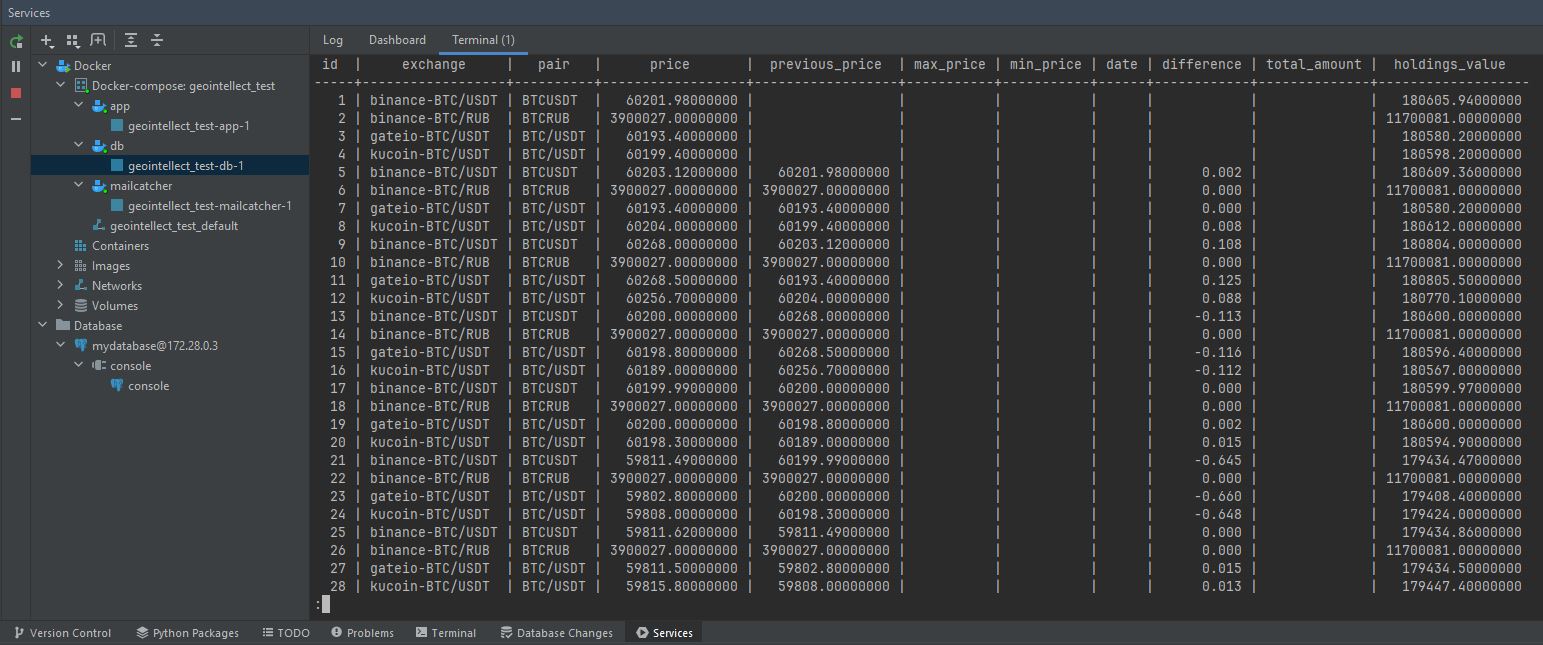 Services
Log Dashboard Terminal (1)
Docker
Docker-compose: geointellect_test
app
geointellect_test-app-1
db
geointellect_test-db-1
mailcatcher
geointellect_test-mailcatcher-1
geointellect_test_default
Containers
Images
Networks
Volumes
Database
mydatabase@172.28.0.3
console
console
id | exchange | pair | price | previous_price | max_price | min_price | date | difference | total_amount | holdings_value
-----+-----------------+----------+------------------+------------------+-----------+-----------+------+------------+--------------+-------------------
1 | binance-BTC/USDT | BTCUSDT | 60201.98000000 | | | | | | | 180605.94000000
2 | binance-BTC/RUB | BTCRUB | 3900027.00000000 | | | | | | | 11700081.00000000
3 | gateio-BTC/USDT | BTC/USDT | 60193.40000000 | | | | | | | 180580.20000000
4 | kucoin-BTC/USDT | BTC/USDT | 60199.40000000 | | | | | | | 180598.20000000
5 | binance-BTC/USDT | BTCUSDT | 60203.12000000 | 60201.98000000 | | | | 0.002 | | 180609.36000000
6 | binance-BTC/RUB | BTCRUB | 3900027.00000000 | 3900027.00000000 | | | | 0.000 | | 11700081.00000000
7 | gateio-BTC/USDT | BTC/USDT | 60193.40000000 | 60193.40000000 | | | | 0.000 | | 180580.20000000
8 | kucoin-BTC/USDT | BTC/USDT | 60204.00000000 | 60199.40000000 | | | | 0.008 | | 180612.00000000
9 | binance-BTC/USDT | BTCUSDT | 60268.00000000 | 60203.12000000 | | | | 0.108 | | 180804.00000000
10 | binance-BTC/RUB | BTCRUB | 3900027.00000000 | 3900027.00000000 | | | | 0.000 | | 11700081.00000000
11 | gateio-BTC/USDT | BTC/USDT | 60268.50000000 | 60193.40000000 | | | | 0.125 | | 180805.50000000
12 | kucoin-BTC/USDT | BTC/USDT | 60256.70000000 | 60204.00000000 | | | | 0.088 | | 180770.10000000
13 | binance-BTC/USDT | BTCUSDT | 60200.00000000 | 60268.00000000 | | | | -0.113 | | 180600.00000000
14 | binance-BTC/RUB | BTCRUB | 3900027.00000000 | 3900027.00000000 | | | | 0.000 | | 11700081.00000000
15 | gateio-BTC/USDT | BTC/USDT | 60198.80000000 | 60268.50000000 | | | | -0.116 | | 180596.40000000
16 | kucoin-BTC/USDT | BTC/USDT | 60189.00000000 | 60256.70000000 | | | | -0.112 | | 180567.00000000
17 | binance-BTC/USDT | BTCUSDT | 60199.99000000 | 60200.00000000 | | | | 0.000 | | 180599.97000000
18 | binance-BTC/RUB | BTCRUB | 3900027.00000000 | 3900027.00000000 | | | | 0.000 | | 11700081.00000000
19 | gateio-BTC/USDT | BTC/USDT | 60200.00000000 | 60198.80000000 | | | | 0.002 | | 180600.00000000
20 | kucoin-BTC/USDT | BTC/USDT | 60198.30000000 | 60189.00000000 | | | | 0.015 | | 180594.90000000
21 | binance-BTC/USDT | BTCUSDT | 59811.49000000 | 60199.99000000 | | | | -0.645 | | 179434.47000000
22 | binance-BTC/RUB | BTCRUB | 3900027.00000000 | 3900027.00000000 | | | | 0.000 | | 11700081.00000000
23 | gateio-BTC/USDT | BTC/USDT | 59802.80000000 | 60200.00000000 | | | | -0.660 | | 179408.40000000
24 | kucoin-BTC/USDT | BTC/USDT | 59808.00000000 | 60198.30000000 | | | | -0.648 | | 179424.00000000
25 | binance-BTC/USDT | BTCUSDT | 59811.62000000 | 59811.49000000 | | | | 0.000 | | 179434.86000000
26 | binance-BTC/RUB | BTCRUB | 3900027.00000000 | 3900027.00000000 | | | | 0.000 | | 11700081.00000000
27 | gateio-BTC/USDT | BTC/USDT | 59811.50000000 | 59802.80000000 | | | | 0.015 | | 179434.50000000
28 | kucoin-BTC/USDT | BTC/USDT | 59815.80000000 | 59808.00000000 | | | | 0.013 | | 179447.40000000
:
Version Control Python Packages TODO Problems Terminal Database Changes Services